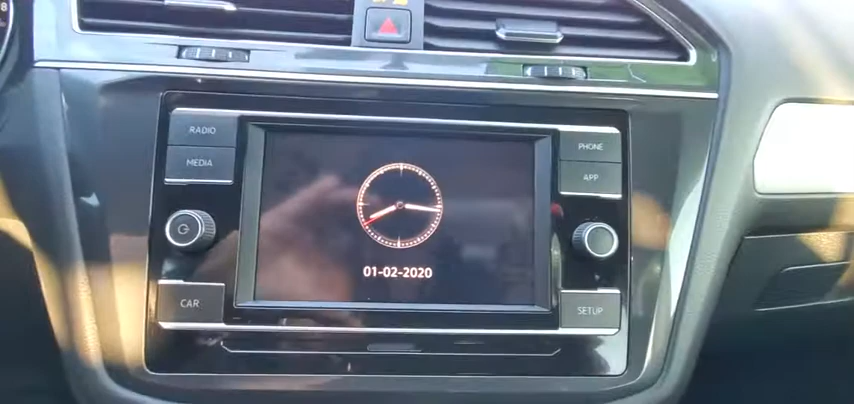 RADIO
MEDIA
PHONE
APP
01-02-2020
CAR
SETUP